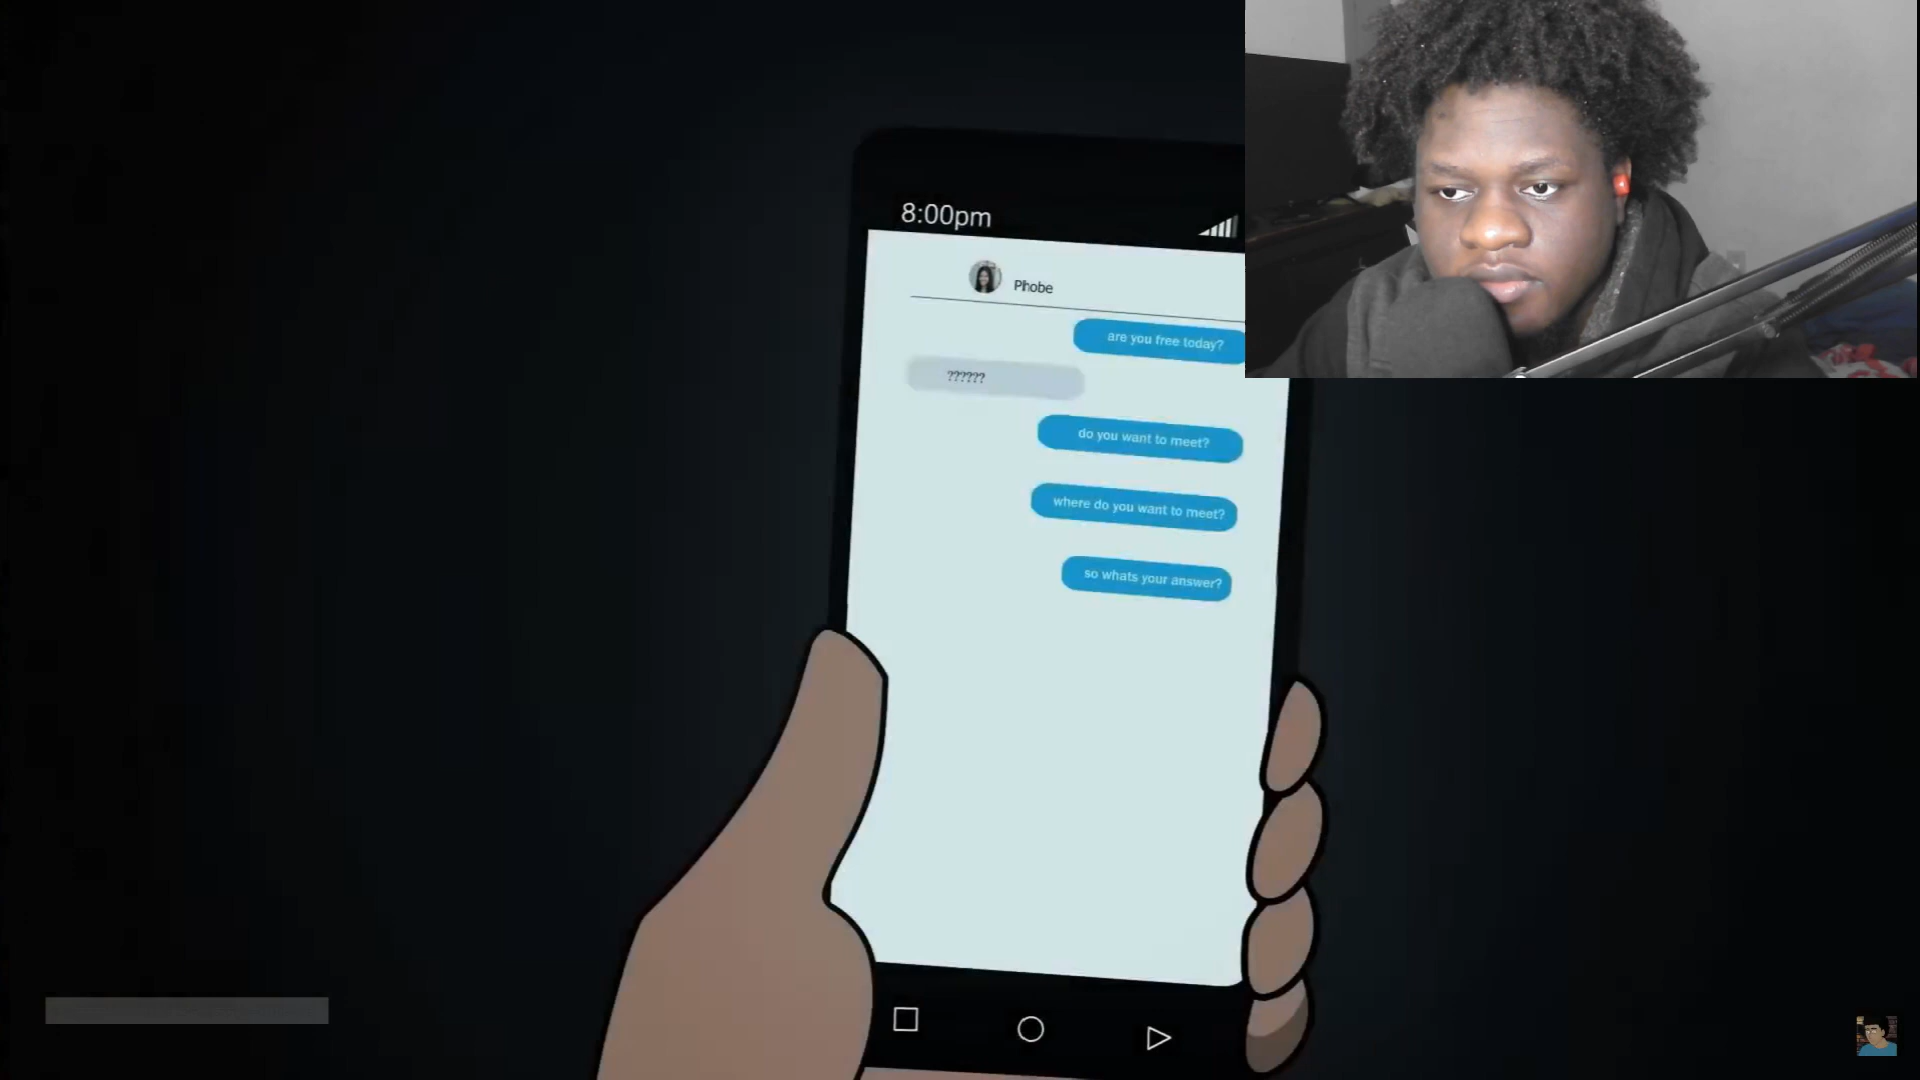 8:00pm
Phobe
are you free today?
??????
do you want to meet?
where do you want to meet?
so whats your answer?